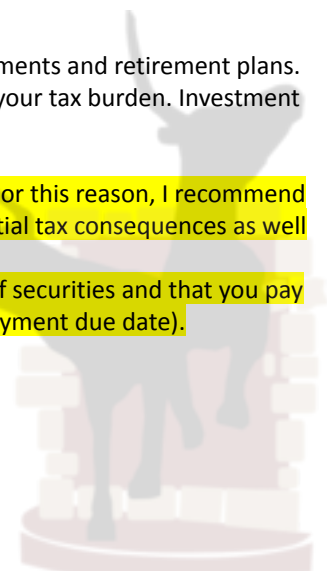 ments and retirement plans.
your tax burden. Investment
or this reason, I recommend
tial tax consequences as well
f securities and that you pay
yment due date).